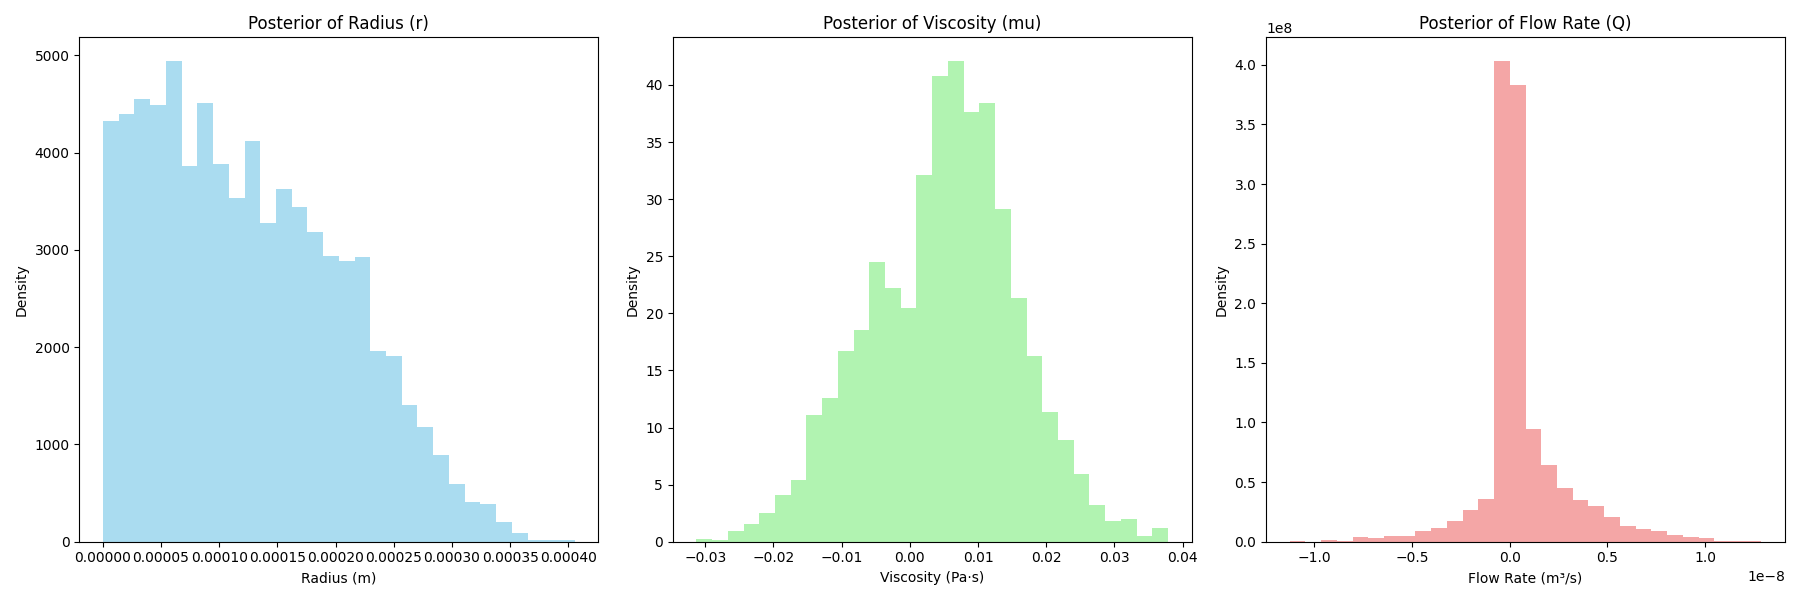 Posterior of Radius (r)
5000
4000
3000
2000
1000
0
Density
0.00000 0.00005 0.00010 0.00015 0.00020 0.00025 0.00030 0.00035 0.00040
Radius (m)
Posterior of Viscosity (mu)
40
35
30
25
20
15
10
5
0
Density
−0.03 −0.02 −0.01 0.00 0.01 0.02 0.03 0.04
Viscosity (Pa·s)
Posterior of Flow Rate (Q)
1e8
4.0
3.5
3.0
2.5
2.0
1.5
1.0
0.5
0.0
Density
−1.0 −0.5 0.0 0.5 1.0
1e−8
Flow Rate (m³/s)